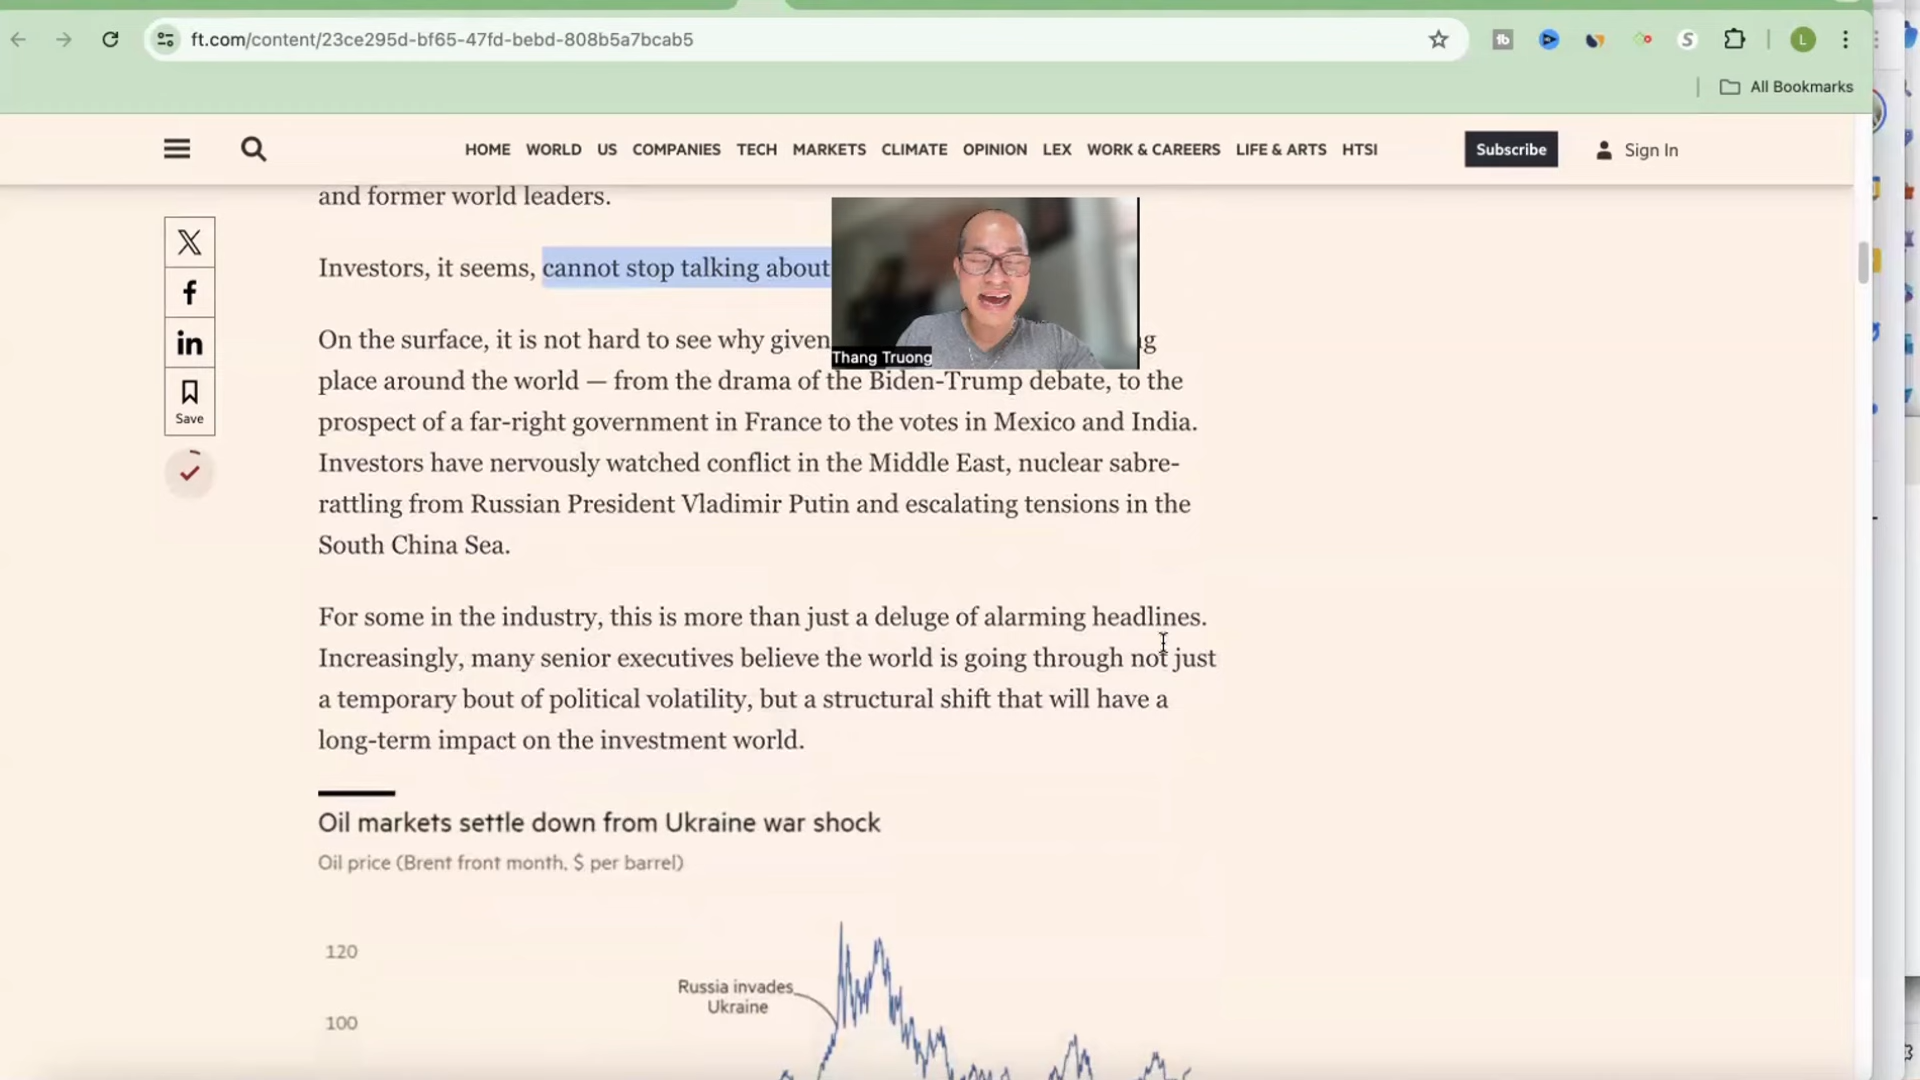 ft.com/content/23ce295d-bf65-47fd-bebd-808b5a7bcab5
All Bookmarks
HOME WORLD US COMPANIES TECH MARKETS CLIMATE OPINION LEX WORK & CAREERS LIFE & ARTS HTSI
Subscribe
Sign In
and former world leaders.
Investors, it seems, cannot stop talking about
On the surface, it is not hard to see why given
place around the world — from the drama of the Biden-Trump debate, to the
prospect of a far-right government in France to the votes in Mexico and India.
Investors have nervously watched conflict in the Middle East, nuclear sabre-
rattling from Russian President Vladimir Putin and escalating tensions in the
South China Sea.
For some in the industry, this is more than just a deluge of alarming headlines.
Increasingly, many senior executives believe the world is going through not just
a temporary bout of political volatility, but a structural shift that will have a
long-term impact on the investment world.
Thang Truong
Save
Oil markets settle down from Ukraine war shock
Oil price (Brent front month, $ per barrel)
120
Russia invades
Ukraine
100